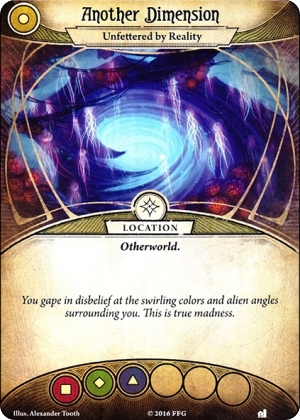 Another Dimension
Unfettered by Reality
LOCATION
Otherworld.
You gape in disbelief at the swirling colors and alien angles
surrounding you. This is true madness.
Illus. Alexander Tooth
© 2016 FFG